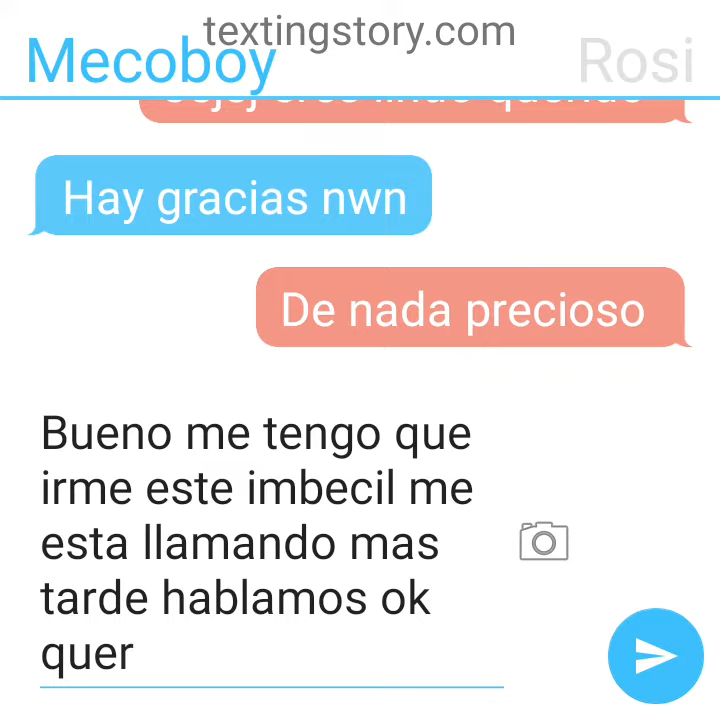 textingstory.com
Mecoboy
Rosi
Hay gracias nwn
De nada precioso
Bueno me tengo que
irme este imbecil me
esta llamando mas
tarde hablamos ok
quer